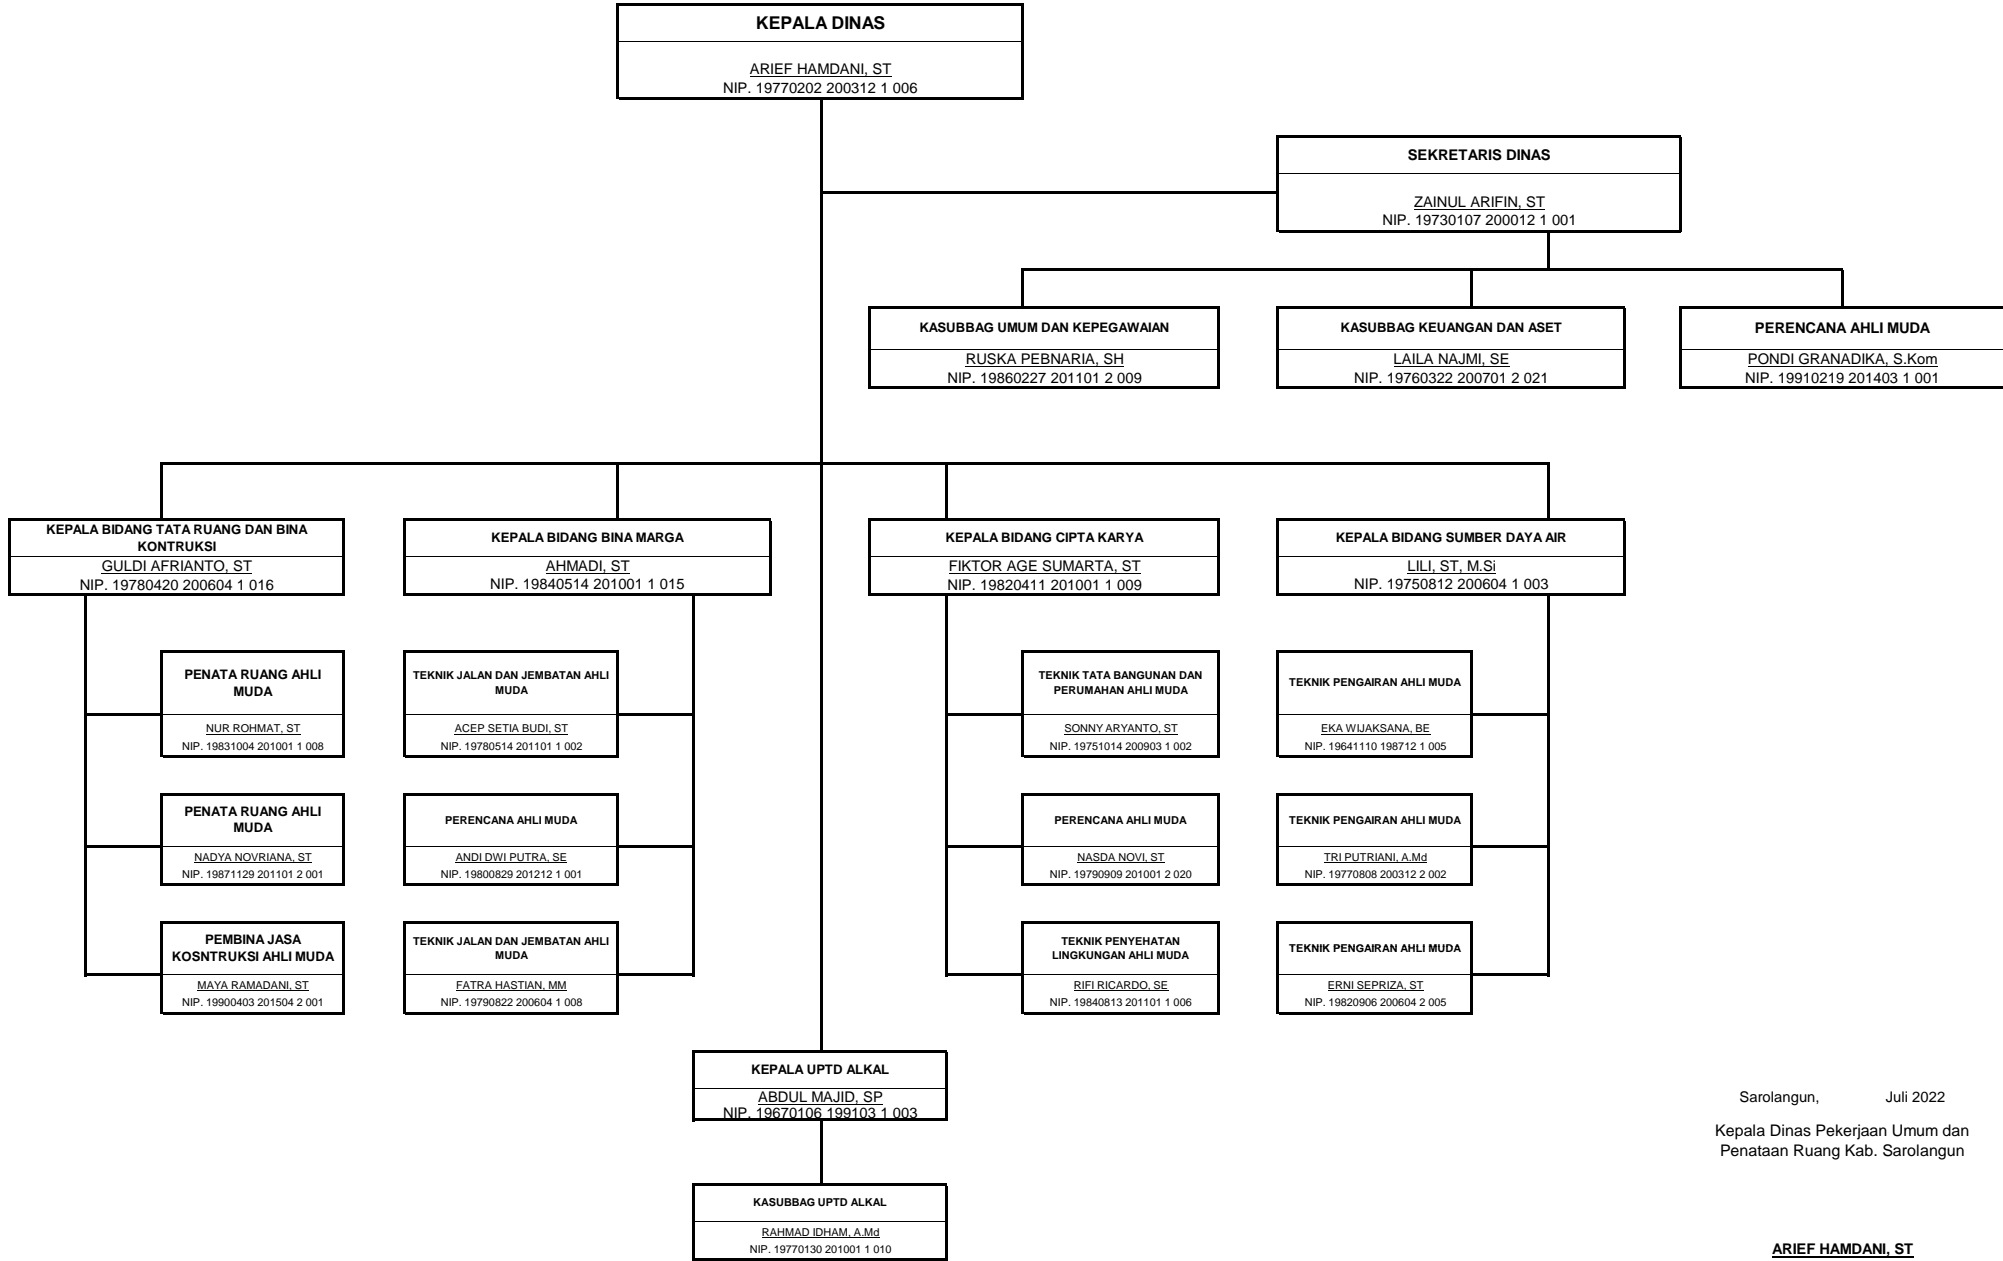 KEPALA DINAS
ARIEF HAMDANI, ST
NIP. 19770202 200312 1 006
SEKRETARIS DINAS
ZAINUL ARIFIN, ST
NIP. 19730107 200012 1 001
KASUBBAG UMUM DAN KEPEGAWAIAN
RUSKA PEBNARIA, SH
NIP. 19860227 201101 2 009
KASUBBAG KEUANGAN DAN ASET
LAILA NAJMI, SE
NIP. 19760322 200701 2 021
PERENCANA AHLI MUDA
PONDI GRANADIKA, S.Kom
NIP. 19910219 201403 1 001
KEPALA BIDANG TATA RUANG DAN BINA
KONTRUKSI
GULDI AFRIANTO, ST
NIP. 19780420 200604 1 016
KEPALA BIDANG BINA MARGA
AHMADI, ST
NIP. 19840514 201001 1 015
KEPALA BIDANG CIPTA KARYA
FIKTOR AGE SUMARTA, ST
NIP. 19820411 201001 1 009
KEPALA BIDANG SUMBER DAYA AIR
LILI, ST, M.Si
NIP. 19750812 200604 1 003
PENATA RUANG AHLI
MUDA
NUR ROHMAT, ST
NIP. 19831004 201001 1 008
TEKNIK JALAN DAN JEMBATAN AHLI
MUDA
ACEP SETIA BUDI, ST
NIP. 19780514 201101 1 002
TEKNIK TATA BANGUNAN DAN
PERUMAHAN AHLI MUDA
SONNY ARYANTO, ST
NIP. 19751014 200903 1 002
TEKNIK PENGAIRAN AHLI MUDA
EKA WIJAKSANA, BE
NIP. 19641110 198712 1 005
PENATA RUANG AHLI
MUDA
NADYA NOVRIANA, ST
NIP. 19871129 201101 2 001
PERENCANA AHLI MUDA
ANDI DWI PUTRA, SE
NIP. 19800829 201212 1 001
PERENCANA AHLI MUDA
NASDA NOVI, ST
NIP. 19790909 201001 2 020
TEKNIK PENGAIRAN AHLI MUDA
TRI PUTRIANI, A.Md
NIP. 19770808 200312 2 002
PEMBINA JASA
KOSNTRUKSI AHLI MUDA
MAYA RAMADANI, ST
NIP. 19900403 201504 2 001
TEKNIK JALAN DAN JEMBATAN AHLI
MUDA
FATRA HASTIAN, MM
NIP. 19790822 200604 1 008
TEKNIK PENYEHATAN
LINGKUNGAN AHLI MUDA
RIFI RICARDO, SE
NIP. 19840813 201101 1 006
TEKNIK PENGAIRAN AHLI MUDA
ERNI SEPRIZA, ST
NIP. 19820906 200604 2 005
KEPALA UPTD ALKAL
ABDUL MAJID, SP
NIP. 19670106 199103 1 003
KASUBBAG UPTD ALKAL
RAHMAD IDHAM, A.Md
NIP. 19770130 201001 1 010
Sarolangun, Juli 2022
Kepala Dinas Pekerjaan Umum dan
Penataan Ruang Kab. Sarolangun
ARIEF HAMDANI, ST